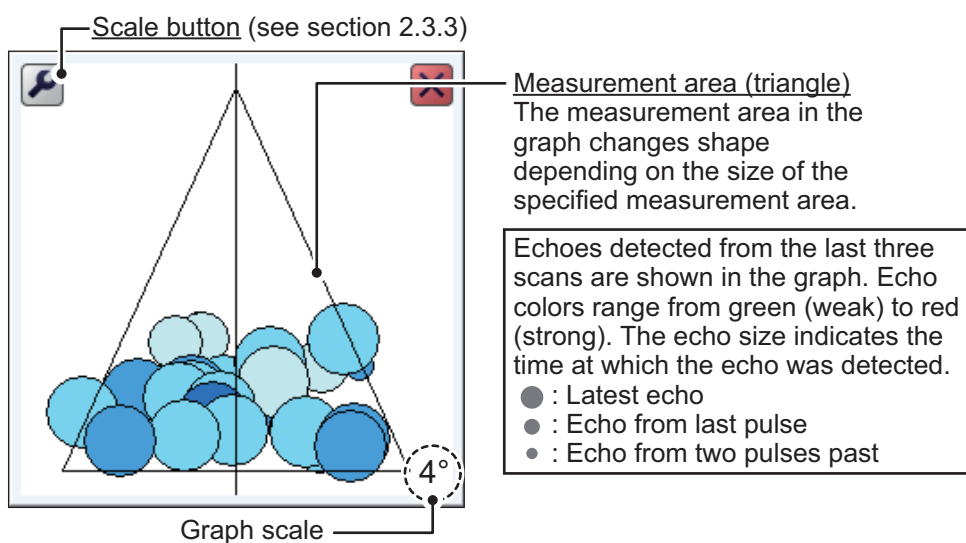 Scale button (see section 2.3.3)
Measurement area (triangle)
The measurement area in the
graph changes shape
depending on the size of the
specified measurement area.
Echoes detected from the last three
scans are shown in the graph. Echo
colors range from green (weak) to red
(strong). The echo size indicates the
time at which the echo was detected.
: Latest echo
: Echo from last pulse
: Echo from two pulses past
4°
Graph scale